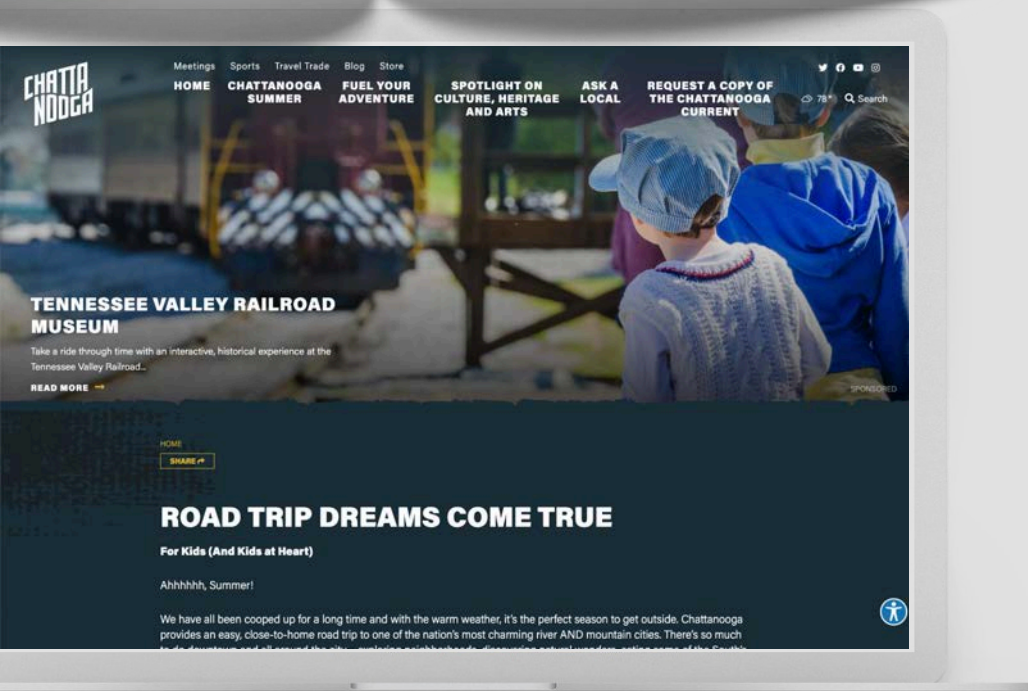 CHATTA
NOOGA
Meetings Sports Travel Trade Blog Store
HOME
CHATTANOOGA
SUMMER
FUEL YOUR
ADVENTURE
SPOTLIGHT ON
CULTURE, HERITAGE
AND ARTS
ASK A
LOCAL
REQUEST A COPY OF
THE CHATTANOOGA
CURRENT
78° Search
TENNESSEE VALLEY RAILROAD
MUSEUM
Take a ride through time with an interactive, historical experience at the
Tennessee Valley Railroad...
READ MORE
SPONSORED
HOME
SHARE
ROAD TRIP DREAMS COME TRUE
For Kids (And Kids at Heart)
Ahhhhhh, Summer!
We have all been cooped up for a long time and with the warm weather, it's the perfect season to get outside. Chattanooga
provides an easy, close-to-home road trip to one of the nation's most charming river AND mountain cities. There's so much